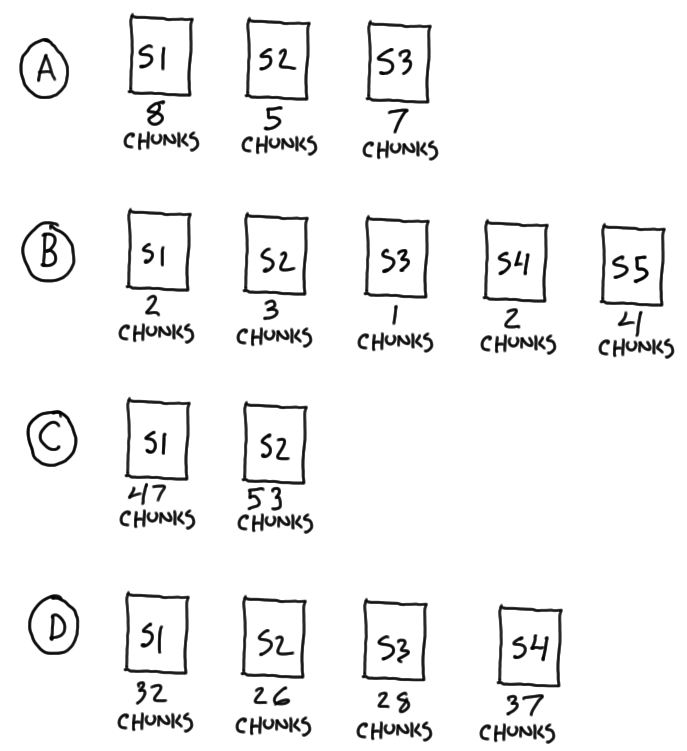 A S1 S2 S3
8 5 7
CHUNKS CHUNKS CHUNKS
B S1 S2 S3 S4 S5
2 3 1 2 4
CHUNKS CHUNKS CHUNKS CHUNKS CHUNKS
C S1 S2
47 53
CHUNKS CHUNKS
D S1 S2 S3 S4
32 26 28 37
CHUNKS CHUNKS CHUNKS CHUNKS